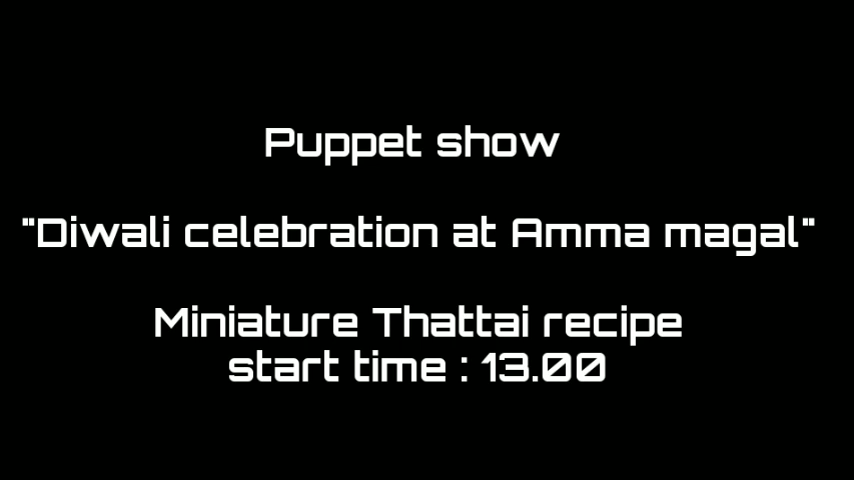 Puppet show
"Diwali celebration at Amma magal"
Miniature Thattai recipe
start time : 13.00